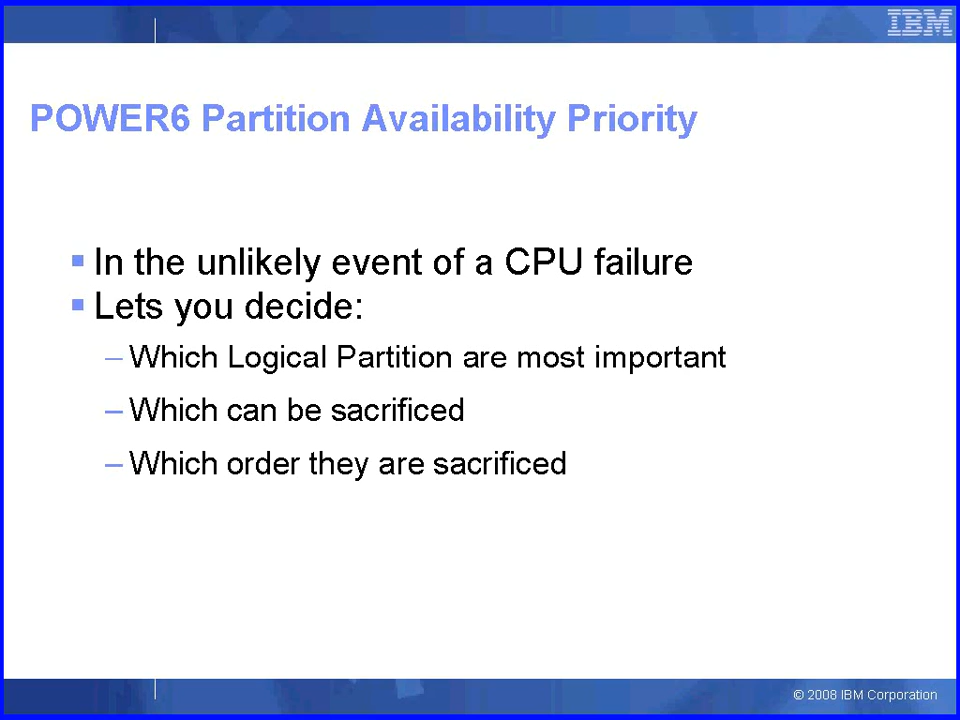 IBM
POWER6 Partition Availability Priority
▪ In the unlikely event of a CPU failure
▪ Lets you decide:
– Which Logical Partition are most important
– Which can be sacrificed
– Which order they are sacrificed
© 2008 IBM Corporation